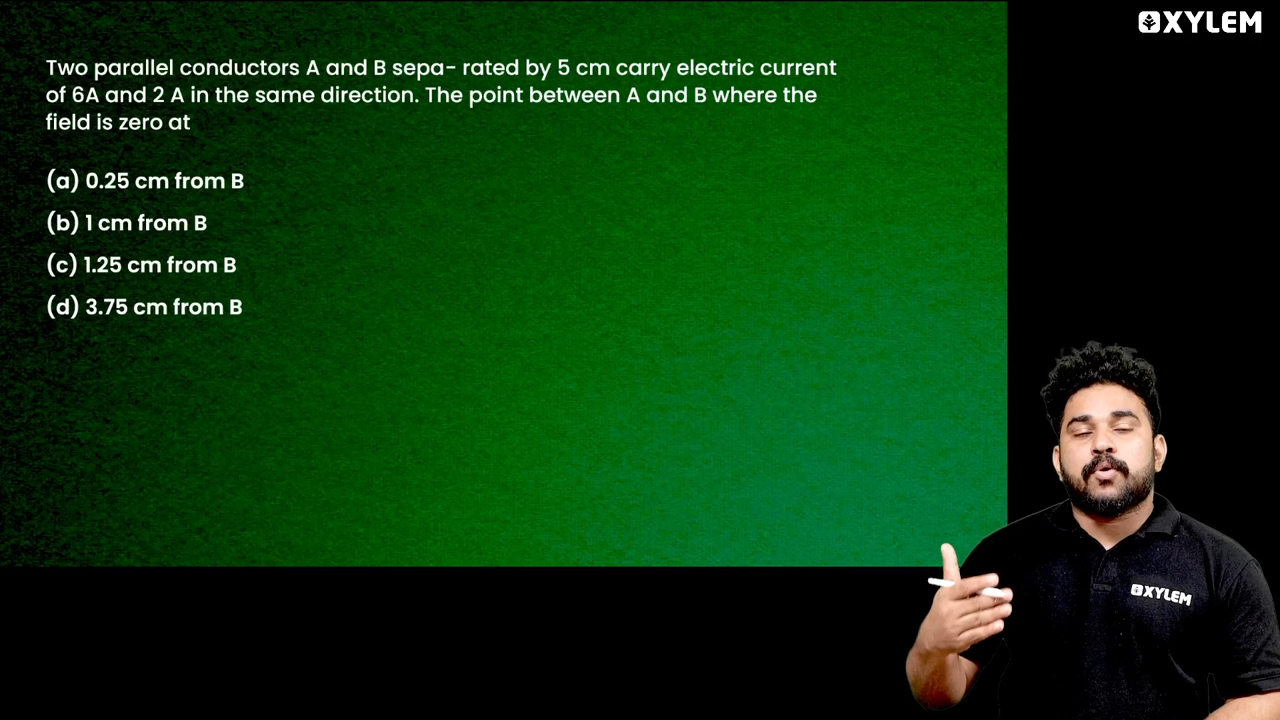 OXYLEM
Two parallel conductors A and B sepa- rated by 5 cm carry electric current
of 6A and 2 A in the same direction. The point between A and B where the
field is zero at
(a) 0.25 cm from B
(b) 1 cm from B
(c) 1.25 cm from B
(d) 3.75 cm from B
XYLEM